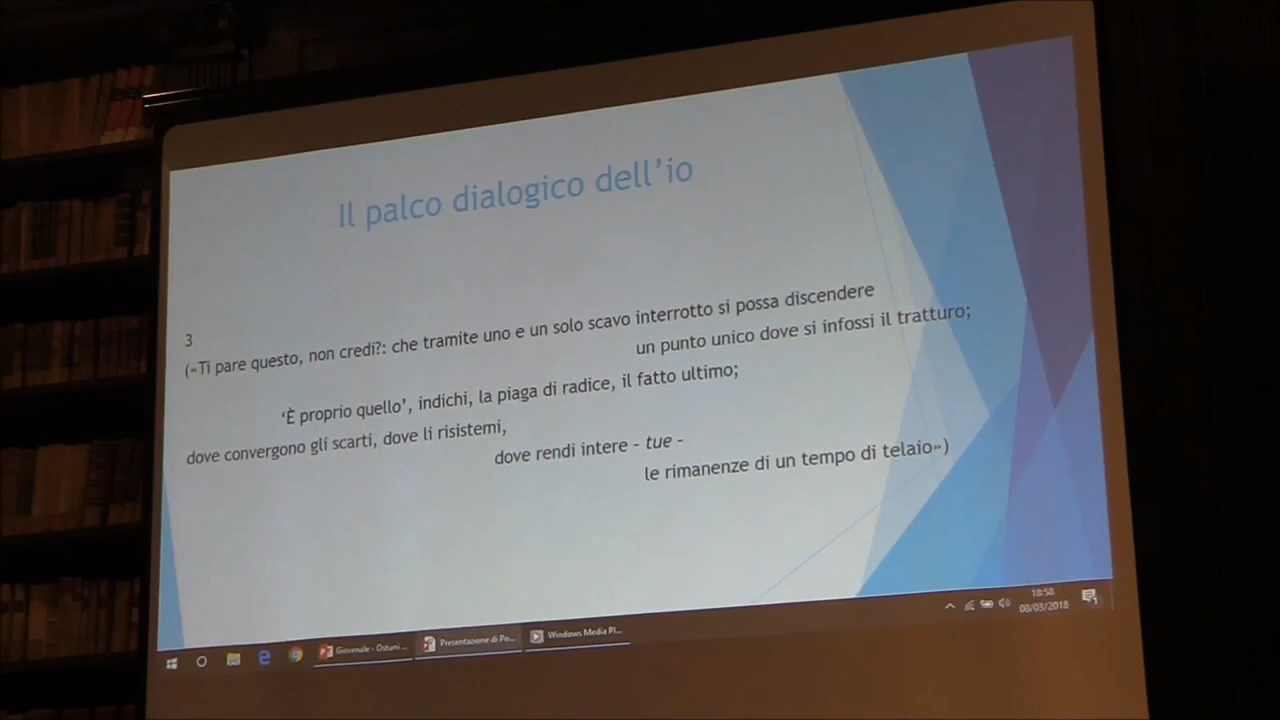 Il palco dialogico dell’io
3
(«Ti pare questo, non credi?: che tramite uno e un solo scavo interrotto si possa discendere
un punto unico dove si infossi il tratturo;
‘È proprio quello’, indichi, la piaga di radice, il fatto ultimo;
dove convergono gli scarti, dove li risistemi,
dove rendi intere - tue -
le rimanenze di un tempo di telaio»)
18:58
08/03/2018
Giovenale - Ostuni ...
Presentazione di Po...
Windows Media Pl...